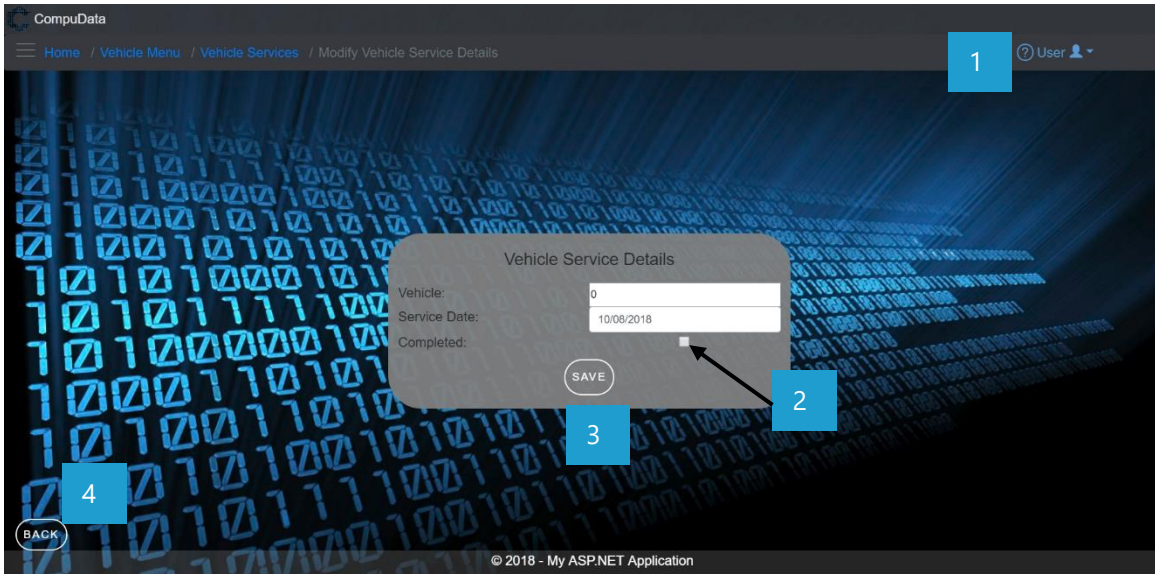 CompuData
Home / Vehicle Menu / Vehicle Services / Modify Vehicle Service Details
1
? User
Vehicle Service Details
Vehicle: 0
Service Date: 10/08/2018
Completed:
SAVE
2
3
4
BACK
© 2018 - My ASP.NET Application